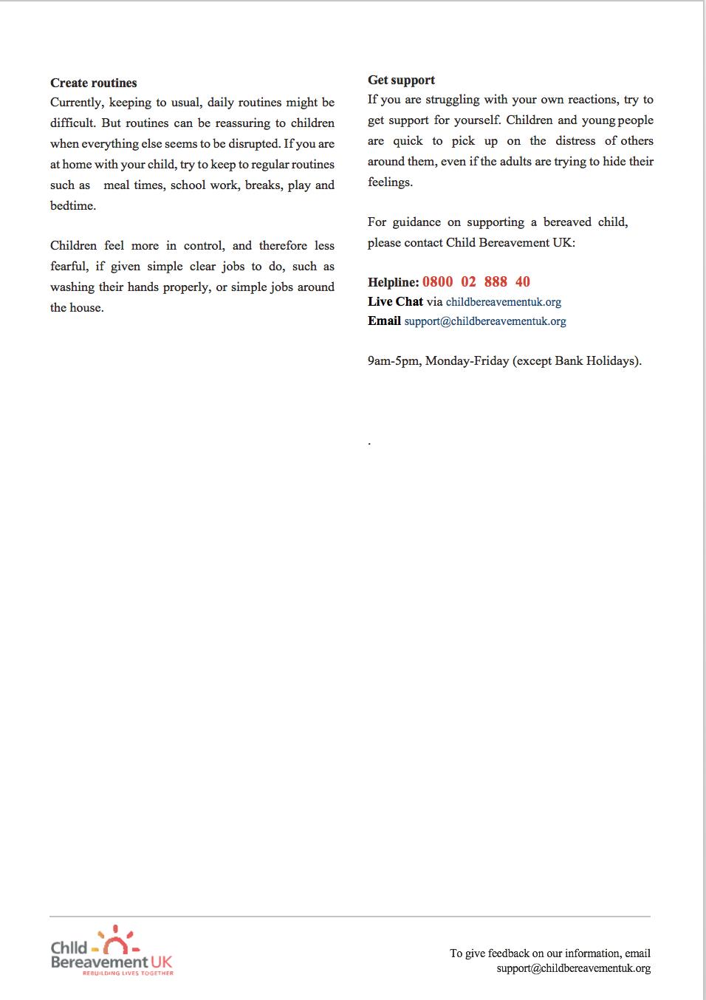 Create routines
Currently, keeping to usual, daily routines might be
difficult. But routines can be reassuring to children
when everything else seems to be disrupted. If you are
at home with your child, try to keep to regular routines
such as meal times, school work, breaks, play and
bedtime.
Children feel more in control, and therefore less
fearful, if given simple clear jobs to do, such as
washing their hands properly, or simple jobs around
the house.
Get support
If you are struggling with your own reactions, try to
get support for yourself. Children and young people
are quick to pick up on the distress of others
around them, even if the adults are trying to hide their
feelings.
For guidance on supporting a bereaved child,
please contact Child Bereavement UK:
Helpline: 0800 02 888 40
Live Chat via childbereavementuk.org
Email support@childbereavementuk.org
9am-5pm, Monday-Friday (except Bank Holidays).
.
Child
Bereavement UK
REBUILDING LIVES TOGETHER
To give feedback on our information, email
support@childbereavementuk.org